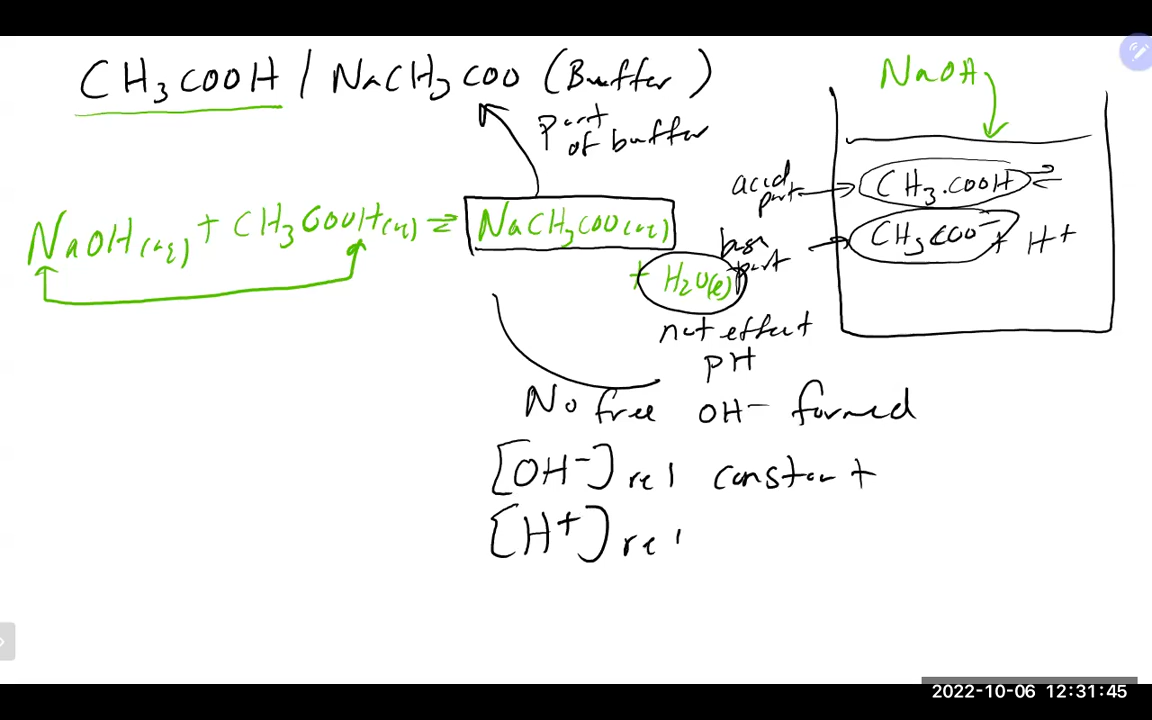 CH₃COOH / NaCH₃COO (Buffer)
part
of buffer
NaOH
acid
part
CH₃COOH ⇌
NaOH(aq) + CH₃COOH(aq) ⇌ NaCH₃COO(aq)
+ H₂O(l)
base
part
CH₃COO⁻ + H⁺
not effect
pH
No free OH⁻ formed
[OH⁻] rel constant
[H⁺] rel
2022-10-06 12:31:45